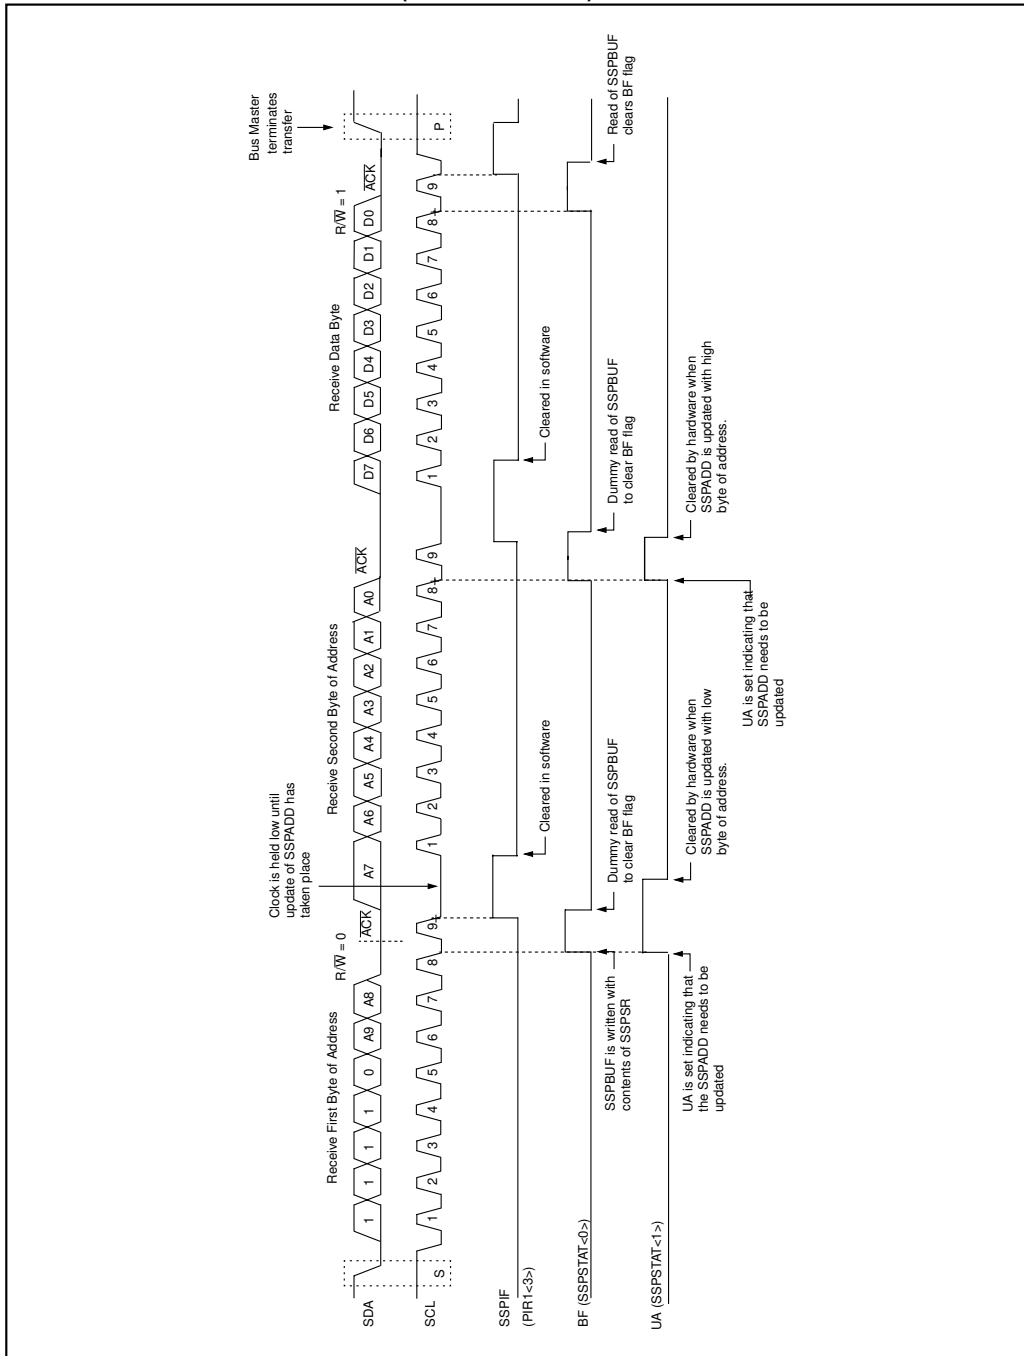 Receive First Byte of Address
R/W = 0
Clock is held low until
update of SSPADD has
taken place
Receive Second Byte of Address
Receive Data Byte
R/W = 1
Bus Master
terminates
transfer
SDA
1 1 1 1 0 A9 A8
ACK
A7 A6 A5 A4 A3 A2 A1 A0
ACK
D7 D6 D5 D4 D3 D2 D1 D0
ACK
SCL
S
1 2 3 4 5 6 7 8 9
1 2 3 4 5 6 7 8 9
1 2 3 4 5 6 7 8 9
P
SSPIF
(PIR1<3>)
Cleared in software
Cleared in software
BF (SSPSTAT<0>)
SSPBUF is written with
contents of SSPSR
Dummy read of SSPBUF
to clear BF flag
Dummy read of SSPBUF
to clear BF flag
Read of SSPBUF
clears BF flag
UA (SSPSTAT<1>)
UA is set indicating that
the SSPADD needs to be
updated
Cleared by hardware when
SSPADD is updated with low
byte of address.
UA is set indicating that
SSPADD needs to be
updated
Cleared by hardware when
SSPADD is updated with high
byte of address.